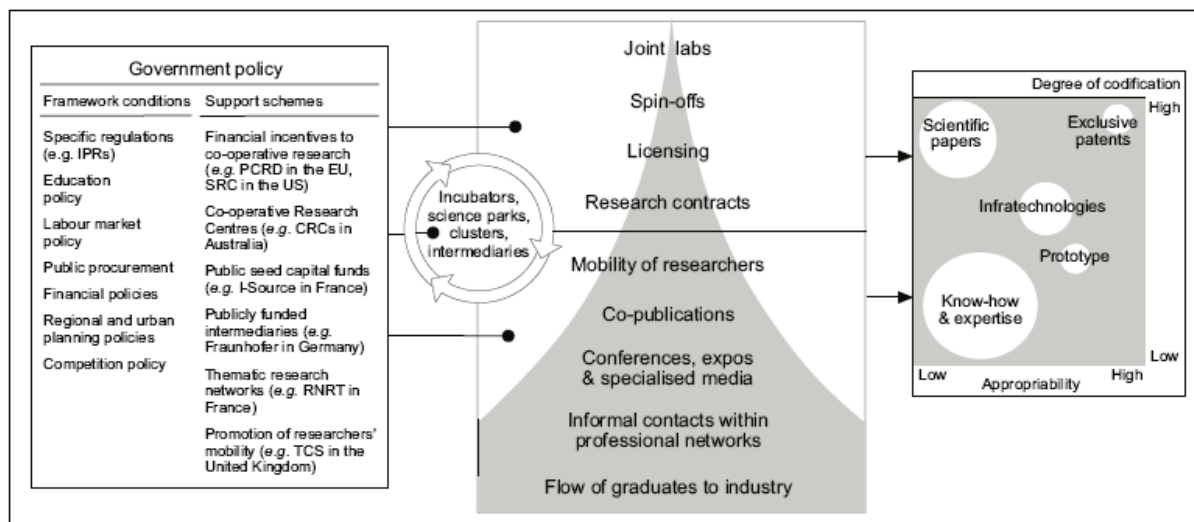 Government policy
Framework conditions
Specific regulations
(e.g. IPRs)
Education
policy
Labour market
policy
Public procurement
Financial policies
Regional and urban
planning policies
Competition policy
Support schemes
Financial incentives to
co-operative research
(e.g. PCRD in the EU,
SRC in the US)
Co-operative Research
Centres (e.g. CRCs in
Australia)
Public seed capital funds
(e.g. I-Source in France)
Publicly funded
intermediaries (e.g.
Fraunhofer in Germany)
Thematic research
networks (e.g. RNRT in
France)
Promotion of researchers'
mobility (e.g. TCS in the
United Kingdom)
Incubators,
science parks,
clusters,
intermediaries
Joint labs
Spin-offs
Licensing
Research contracts
Mobility of researchers
Co-publications
Conferences, expos
& specialised media
Informal contacts within
professional networks
Flow of graduates to industry
Degree of codification
High
Scientific
papers
Exclusive
patents
Infratechnologies
Prototype
Know-how
& expertise
Low
Low
High
Appropriability